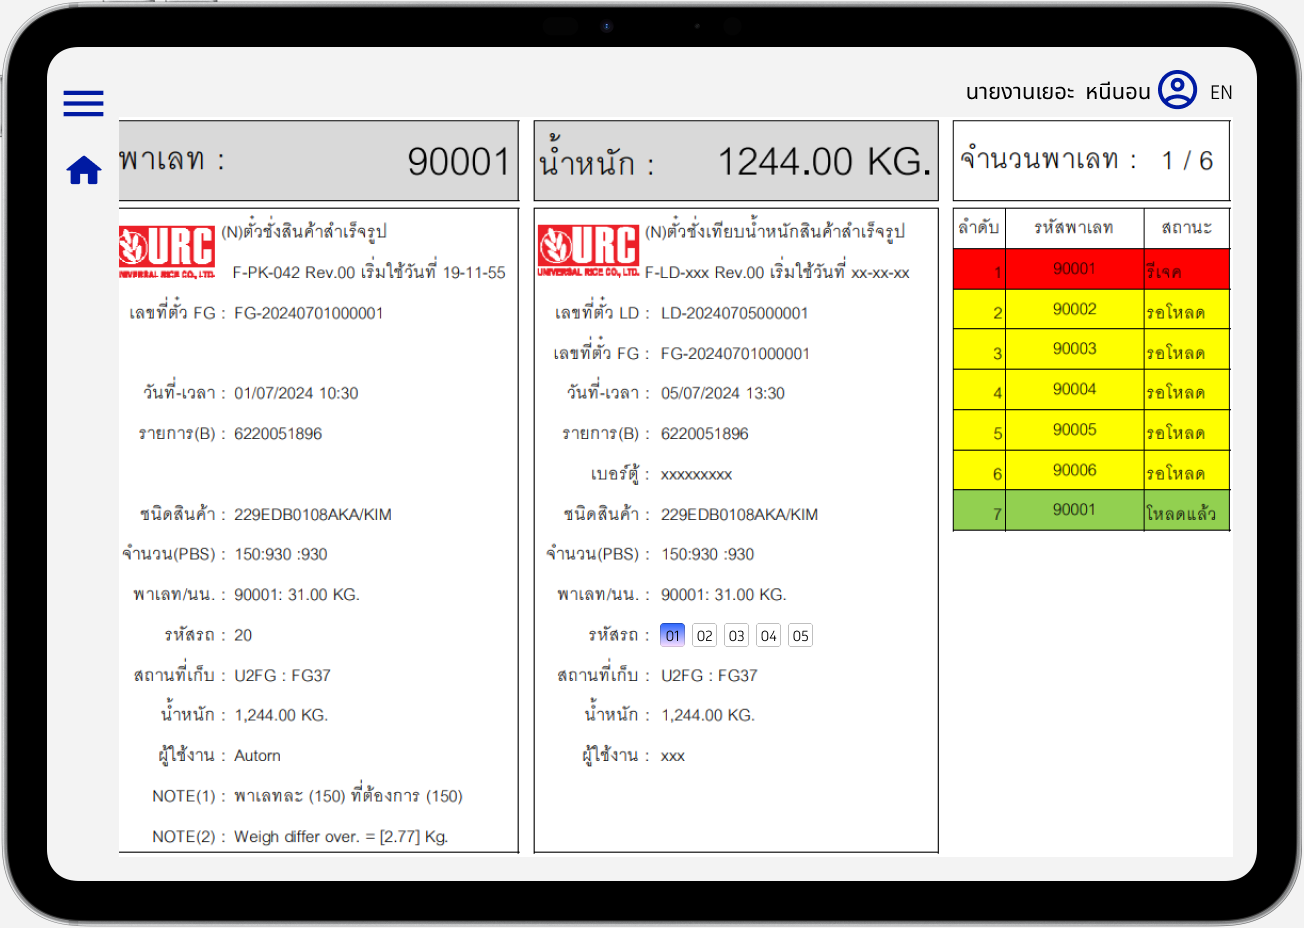 นายงานเยอะ หนีนอน EN
พาเลท : 90001
น้ำหนัก : 1244.00 KG.
จำนวนพาเลท : 1 / 6
URC
UNIVERSAL RICE CO., LTD.
(N)ตั๋วชั่งสินค้าสำเร็จรูป
F-PK-042 Rev.00 เริ่มใช้วันที่ 19-11-55
เลขที่ตั๋ว FG : FG-20240701000001
วันที่-เวลา : 01/07/2024 10:30
รายการ(B) : 6220051896
ชนิดสินค้า : 229EDB0108AKA/KIM
จำนวน(PBS) : 150:930 :930
พาเลท/นน. : 90001: 31.00 KG.
รหัสรถ : 20
สถานที่เก็บ : U2FG : FG37
น้ำหนัก : 1,244.00 KG.
ผู้ใช้งาน : Autorn
NOTE(1) : พาเลทละ (150) ที่ต้องการ (150)
NOTE(2) : Weigh differ over. = [2.77] Kg.
URC
UNIVERSAL RICE CO., LTD.
(N)ตั๋วชั่งเทียบน้ำหนักสินค้าสำเร็จรูป
F-LD-xxx Rev.00 เริ่มใช้วันที่ xx-xx-xx
เลขที่ตั๋ว LD : LD-20240705000001
เลขที่ตั๋ว FG : FG-20240701000001
วันที่-เวลา : 05/07/2024 13:30
รายการ(B) : 6220051896
เบอร์ตู้ : xxxxxxxxx
ชนิดสินค้า : 229EDB0108AKA/KIM
จำนวน(PBS) : 150:930 :930
พาเลท/นน. : 90001: 31.00 KG.
รหัสรถ : 01 02 03 04 05
สถานที่เก็บ : U2FG : FG37
น้ำหนัก : 1,244.00 KG.
ผู้ใช้งาน : xxx
ลำดับ รหัสพาเลท สถานะ
1 90001 รีเจค
2 90002 รอโหลด
3 90003 รอโหลด
4 90004 รอโหลด
5 90005 รอโหลด
6 90006 รอโหลด
7 90001 โหลดแล้ว